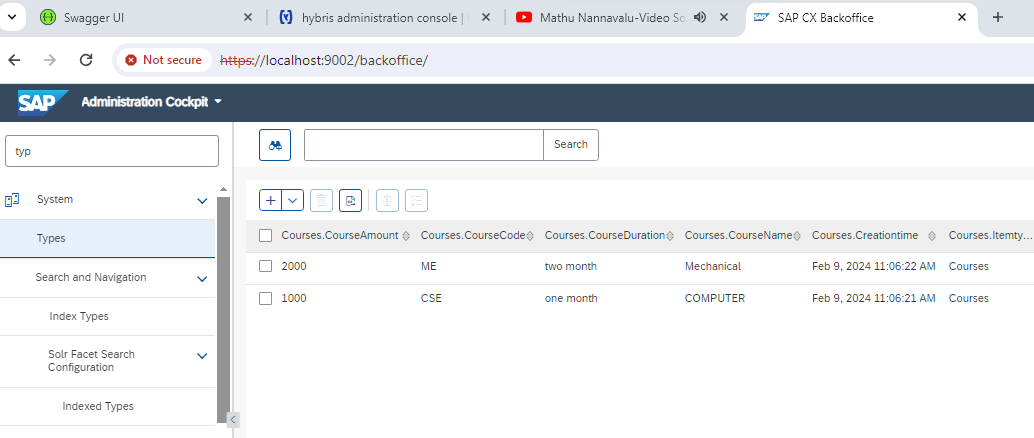 Swagger UI
hybris administration console |
Mathu Nannavalu-Video So
SAP CX Backoffice
Not secure
https://localhost:9002/backoffice/
SAP Administration Cockpit
typ
Search
System
Types
Search and Navigation
Index Types
Solr Facet Search
Configuration
Indexed Types
Courses.CourseAmount Courses.CourseCode Courses.CourseDuration Courses.CourseName Courses.Creationtime Courses.Itemty...
2000 ME two month Mechanical Feb 9, 2024 11:06:22 AM Courses
1000 CSE one month COMPUTER Feb 9, 2024 11:06:21 AM Courses